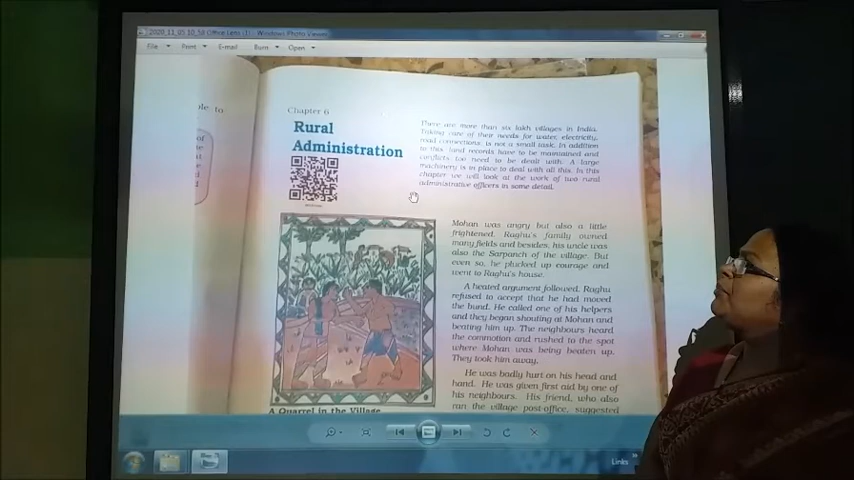 2020_11_05 10_58 Office Lens (1) - Windows Photo Viewer
File Print E-mail Burn Open
ple to
of
Chapter 6
Rural
Administration
There are more than six lakh villages in India.
Taking care of their needs for water, electricity,
road connections, is not a small task. In addition
to this, land records have to be maintained and
conflicts too need to be dealt with. A large
machinery is in place to deal with all this. In this
chapter we will look at the work of two rural
administrative officers in some detail.
Mohan was angry but also a little
frightened. Raghu's family owned
many fields and besides, his uncle was
also the Sarpanch of the village. But
even so, he plucked up courage and
went to Raghu's house.
A heated argument followed. Raghu
refused to accept that he had moved
the bund. He called one of his helpers
and they began shouting at Mohan and
beating him up. The neighbours heard
the commotion and rushed to the spot
where Mohan was being beaten up.
They took him away.
He was badly hurt on his head and
hand. He was given first aid by one of
his neighbours. His friend, who also
ran the village post-office, suggested
A Quarrel in the Village
Links